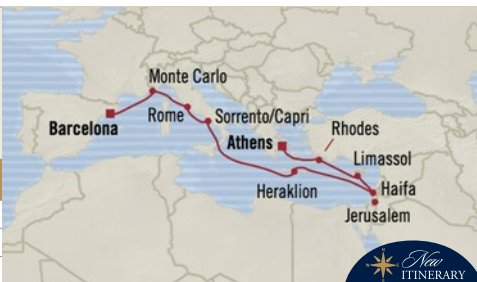 Monte Carlo
Barcelona
Rome
Sorrento/Capri
Athens
Rhodes
Limassol
Heraklion
Haifa
Jerusalem
New
ITINERARY